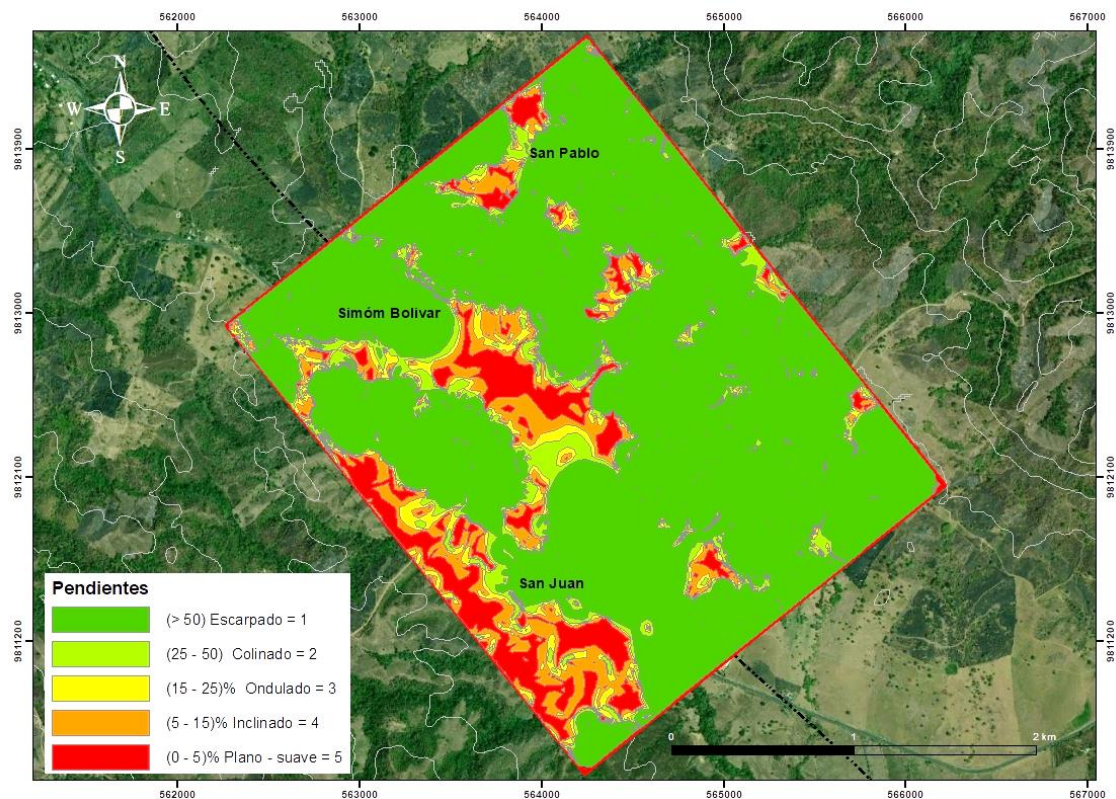 562000 563000 564000 565000 566000 567000
N
W E
S
9813900 9813900
San Pablo
9813000 9813000
Simóm Bolivar
9812100 9812100
San Juan
Pendientes
(> 50) Escarpado = 1
(25 - 50) Colinado = 2
(15 - 25)% Ondulado = 3
(5 - 15)% Inclinado = 4
(0 - 5)% Plano - suave = 5
9811200 9811200
0 1 2 km
562000 563000 564000 565000 566000 567000